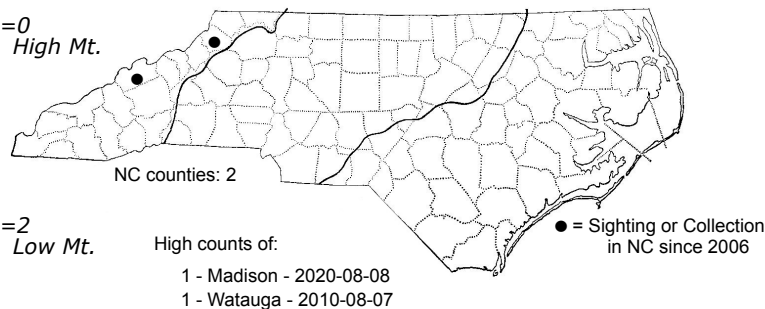 =0
High Mt.
NC counties: 2
=2
Low Mt.
High counts of:
1 - Madison - 2020-08-08
1 - Watauga - 2010-08-07
● = Sighting or Collection
in NC since 2006